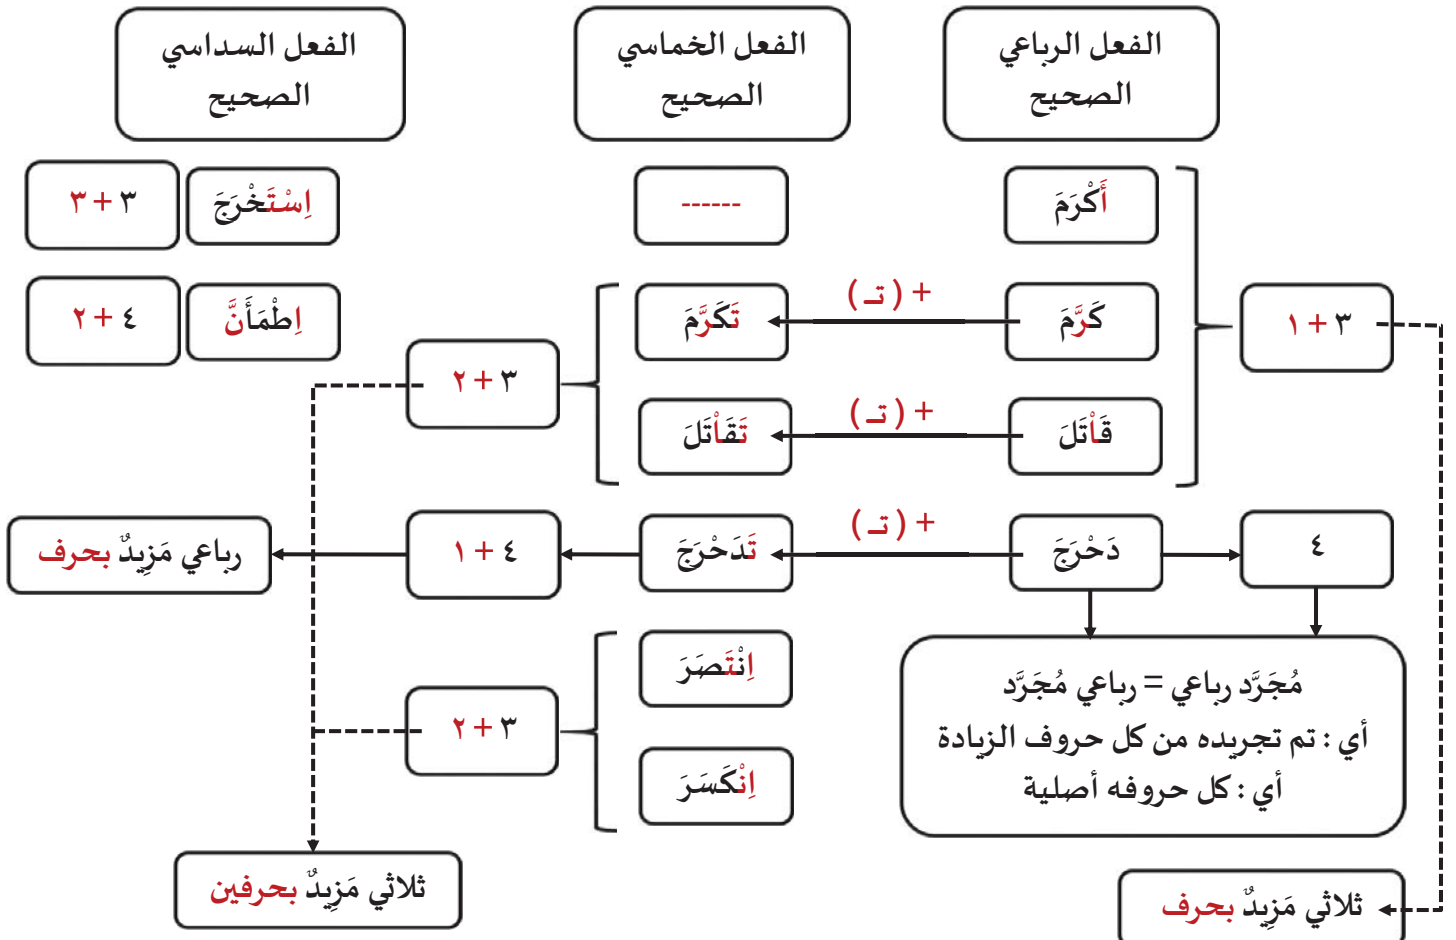 الفعل الرباعي
الصحيح
الفعل الخماسي
الصحيح
الفعل السداسي
الصحيح
أَكْرَمَ
------
اِسْتَخْرَجَ
٣ + ٣
٣ + ١
كَرَّمَ
+ ( تـ )
تَكَرَّمَ
اِطْمَأَنَّ
٤ + ٢
٣ + ٢
قَاْتَلَ
+ ( تـ )
تَقَاْتَلَ
٤
دَحْرَجَ
+ ( تـ )
تَدَحْرَجَ
٤ + ١
رباعي مَزِيدٌ بحرف
مُجَرَّد رباعي = رباعي مُجَرَّد
أي : تم تجريده من كل حروف الزيادة
أي : كل حروفه أصلية
اِنْتَصَرَ
٣ + ٢
اِنْكَسَرَ
ثلاثي مَزِيدٌ بحرف
ثلاثي مَزِيدٌ بحرفين